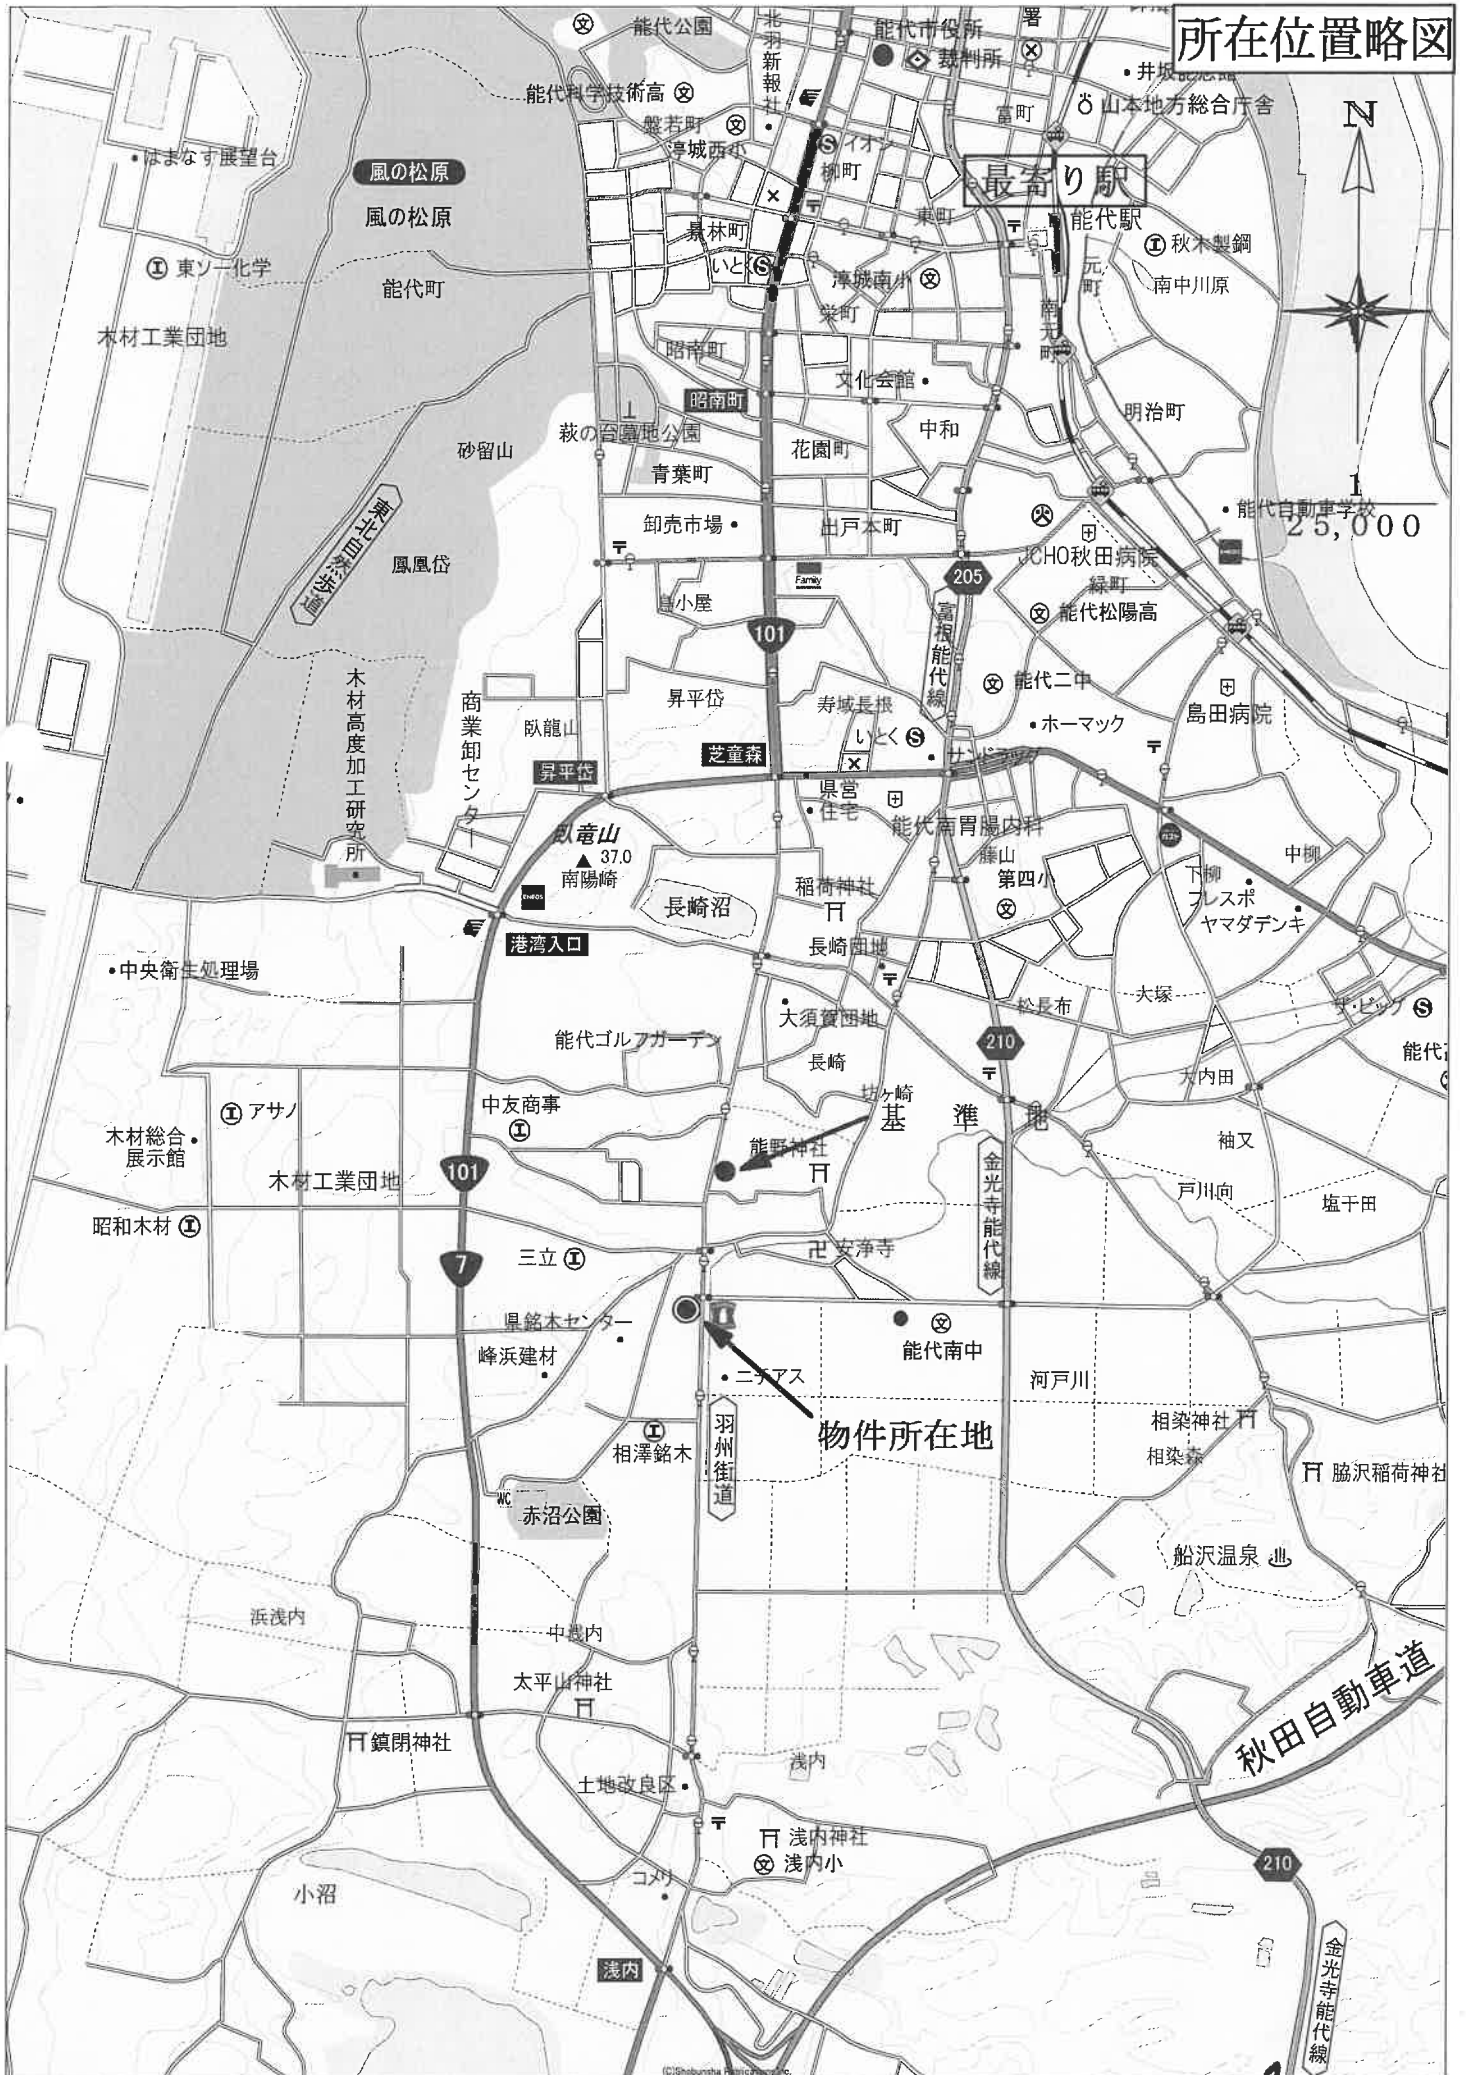 所在位置略図
能代公園
北羽新報社
能代市役所
裁判所
署
山本地方総合庁舎
能代科学技術高
盤若町
渟城西小
イオン
柳町
富町
N
はまなす展望台
風の松原
風の松原
最寄り駅
能代駅
東町
景林町
いとく
渟城南小
栄町
元町
南元町
秋木製鋼
南中川原
東ソー化学
能代町
木材工業団地
昭南町
昭南町
文化会館
中和
明治町
萩の台墓地公園
花園町
砂留山
青葉町
1
25,000
能代自動車学校
卸売市場
出戸本町
JCHO秋田病院
緑町
東北自然歩道
鳳凰岱
Family
205
富根能代線
能代松陽高
鳥小屋
101
能代二中
昇平岱
寿域長根
いとく
ホーマック
島田病院
サンドラッグ
木材高度加工研究所
商業卸センター
臥龍山
昇平岱
芝童森
県営
住宅
能代南胃腸内科
臥竜山
37.0
南陽崎
ENEOS
藤山
第四小
中柳
下柳
フレスポ
ヤマダデンキ
長崎沼
稲荷神社
長崎団地
港湾入口
中央衛生処理場
大須賀団地
松長布
大塚
ザ・ビッグ
能代ゴルフガーデン
長崎
210
大内田
坊ヶ崎
アサノ
中友商事
基準地
木材総合
展示館
熊野神社
袖又
木材工業団地
101
金光寺能代線
戸川向
塩干田
昭和木材
三立
7
安浄寺
県銘木センター
峰浜建材
能代南中
ニチアス
河戸川
物件所在地
羽州街道
相澤銘木
相染神社
相染森
脇沢稲荷神社
WC
赤沼公園
船沢温泉
浜浅内
中浅内
太平山神社
秋田自動車道
鎮閉神社
浅内
土地改良区
浅内神社
浅内小
コメリ
小沼
210
浅内
金光寺能代線